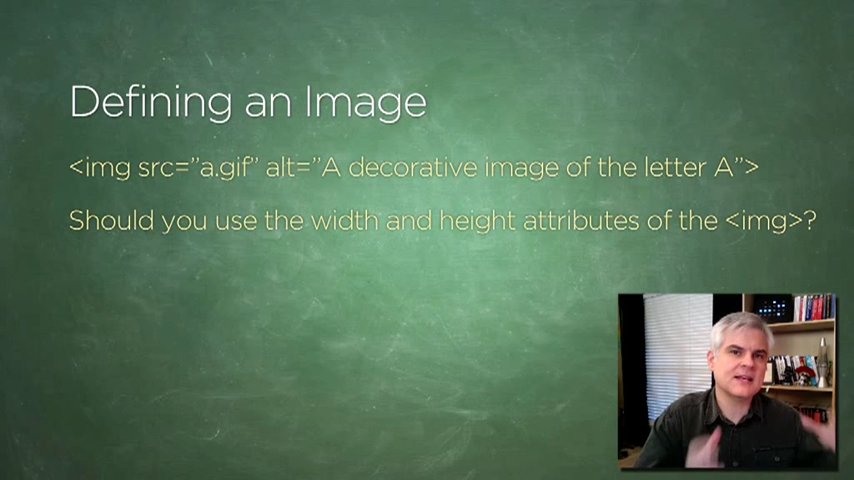 Defining an Image
<img src=”a.gif” alt=”A decorative image of the letter A”>
Should you use the width and height attributes of the <img>?